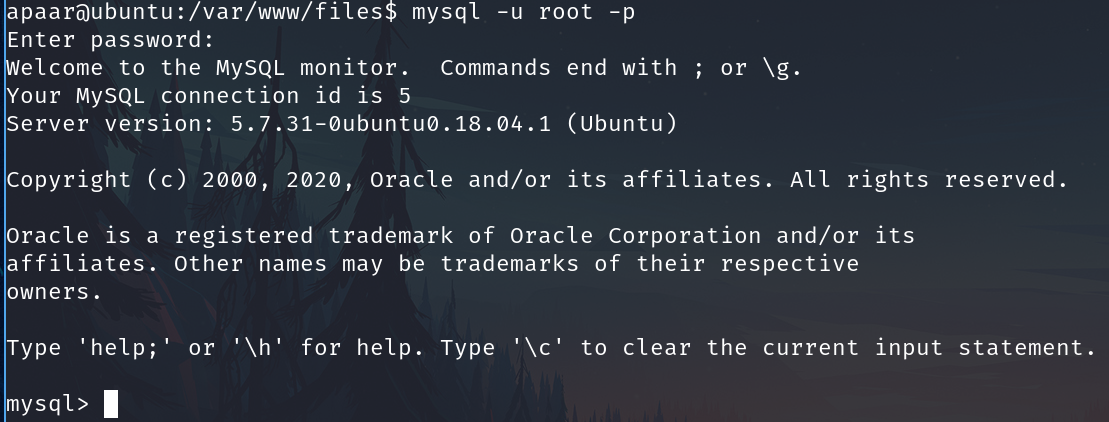 apaar@ubuntu:/var/www/files$ mysql -u root -p
Enter password:
Welcome to the MySQL monitor.  Commands end with ; or \g.
Your MySQL connection id is 5
Server version: 5.7.31-0ubuntu0.18.04.1 (Ubuntu)

Copyright (c) 2000, 2020, Oracle and/or its affiliates. All rights reserved.

Oracle is a registered trademark of Oracle Corporation and/or its
affiliates. Other names may be trademarks of their respective
owners.

Type 'help;' or '\h' for help. Type '\c' to clear the current input statement.

mysql>